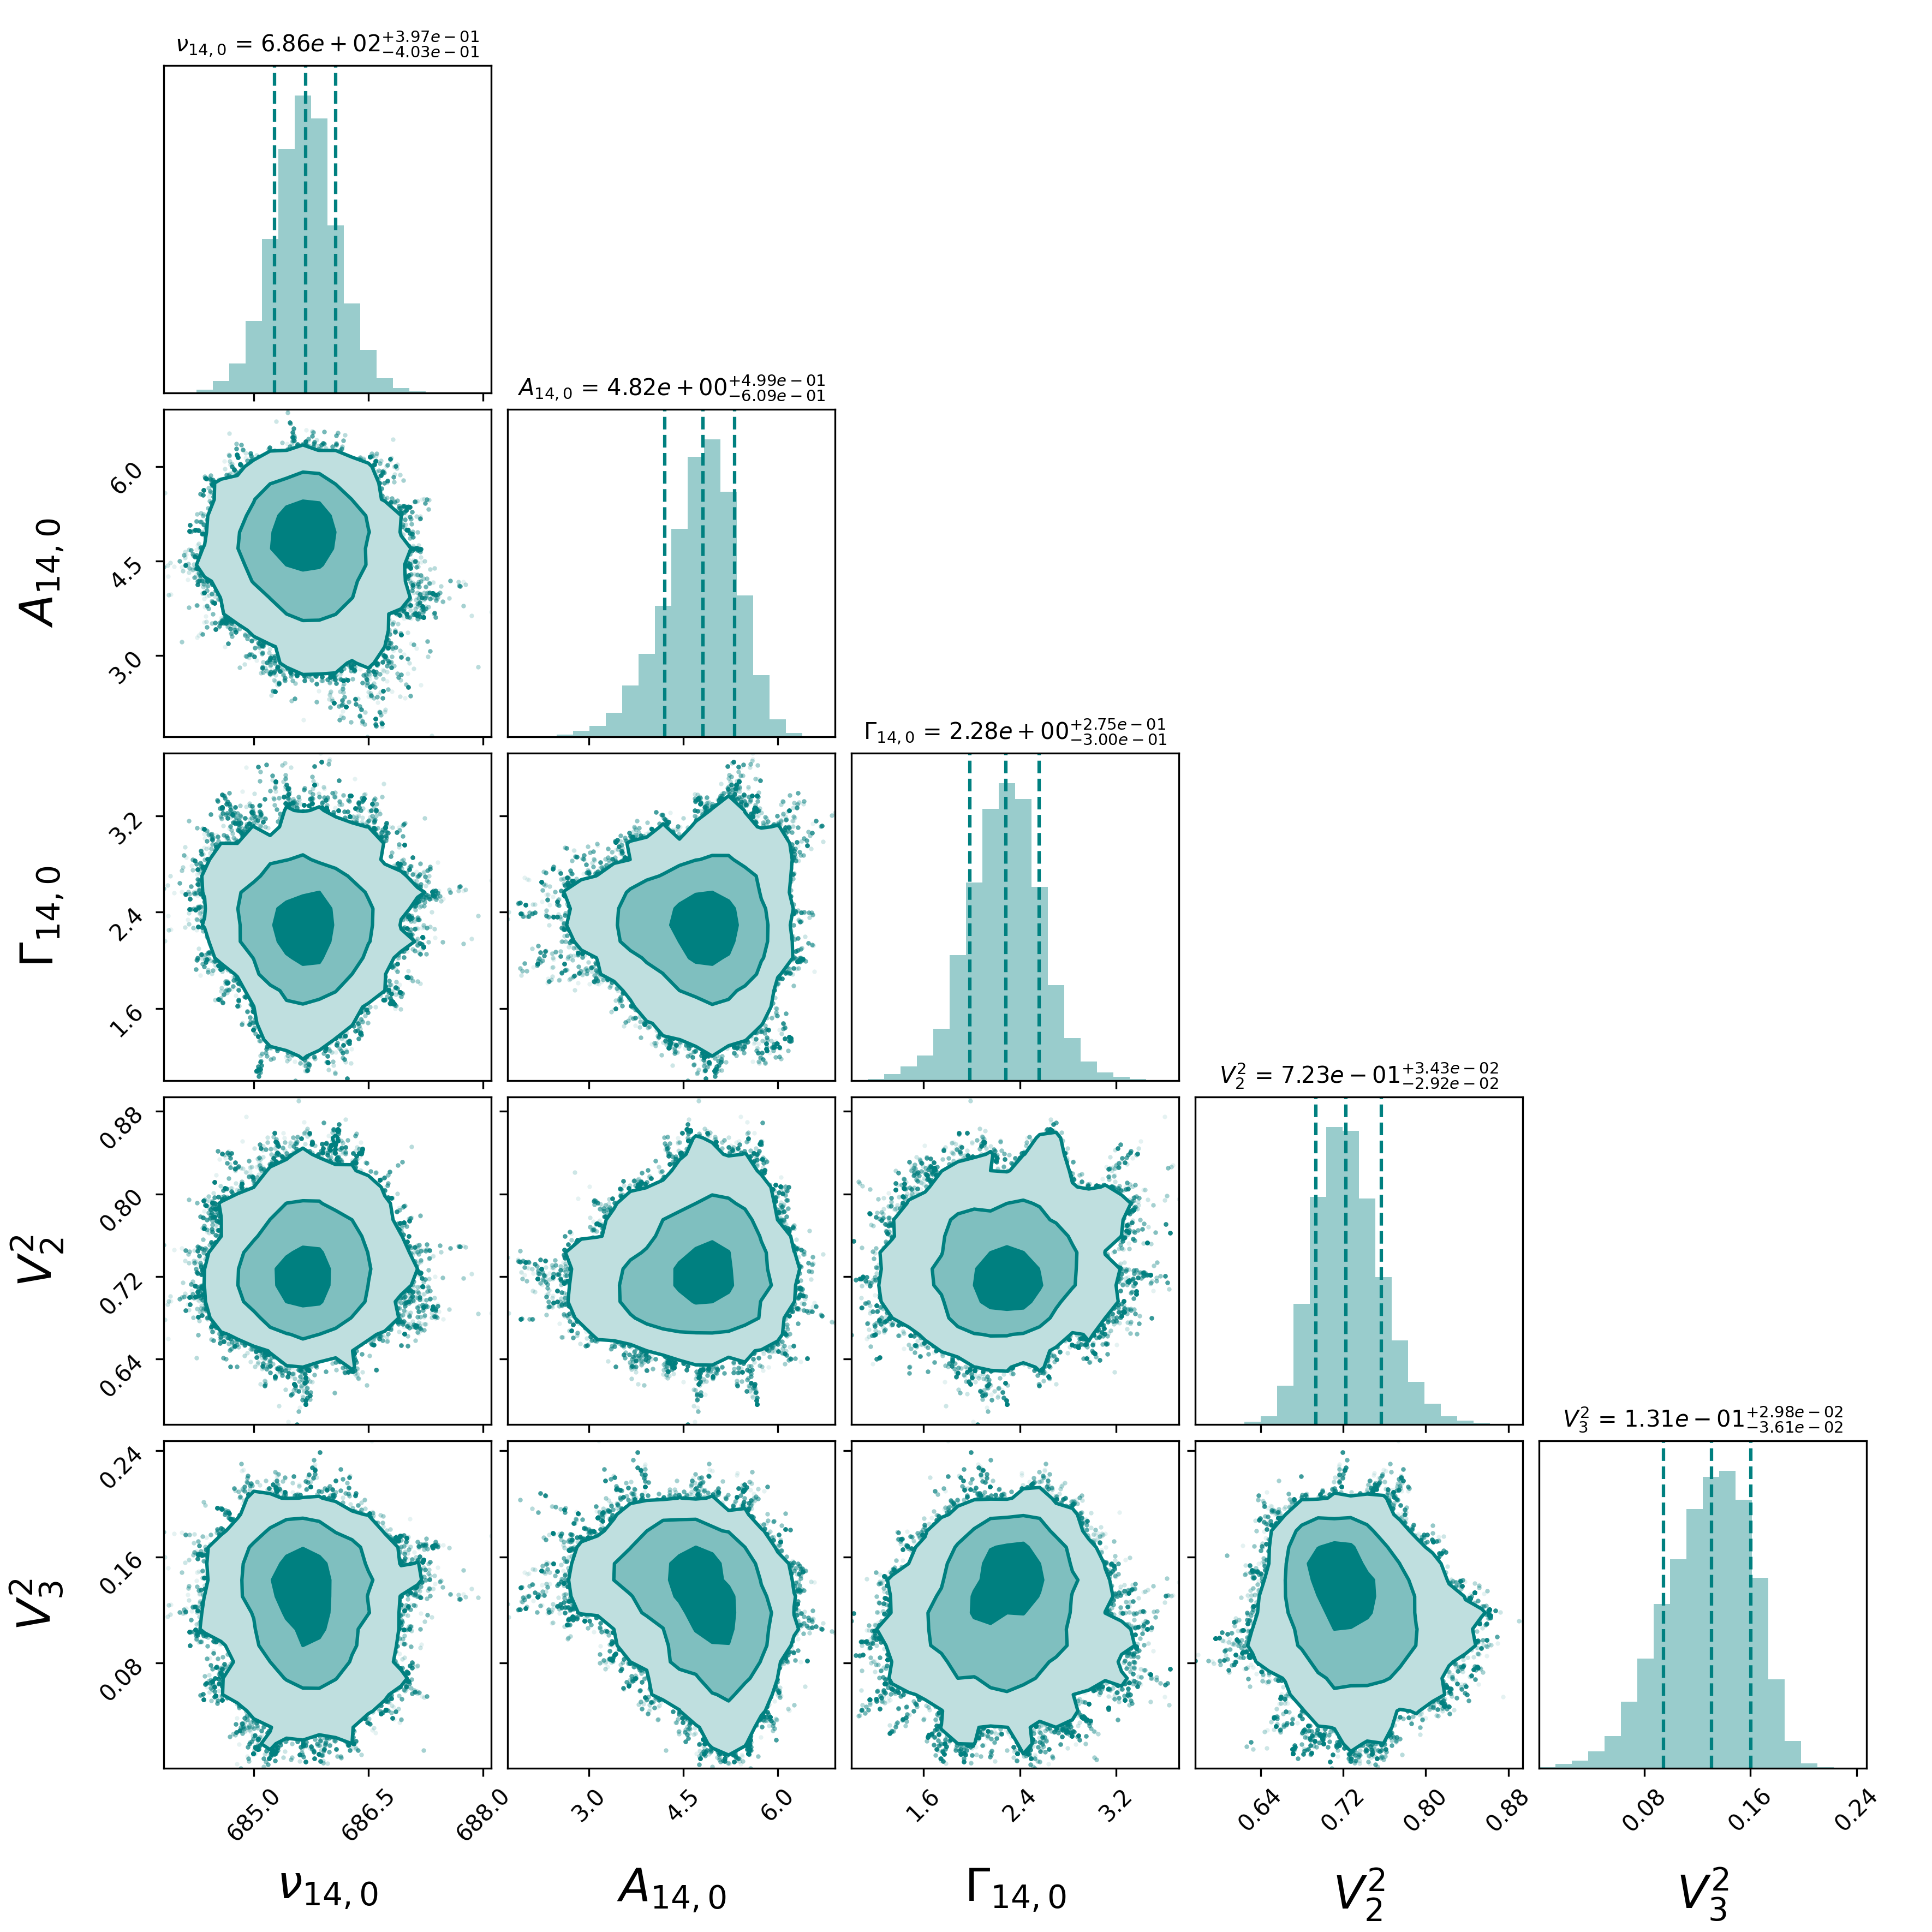 ν14, 0 = 6.86e + 02 +3.97e − 01 −4.03e − 01
A14, 0 = 4.82e + 00 +4.99e − 01 −6.09e − 01
A14, 0
6.0
4.5
3.0
Γ14, 0 = 2.28e + 00 +2.75e − 01 −3.00e − 01
Γ14, 0
3.2
2.4
1.6
V₂² = 7.23e − 01 +3.43e − 02 −2.92e − 02
V₂²
0.88
0.80
0.72
0.64
V₃² = 1.31e − 01 +2.98e − 02 −3.61e − 02
V₃²
0.24
0.16
0.08
685.0 686.5 688.0 3.0 4.5 6.0 1.6 2.4 3.2 0.64 0.72 0.80 0.88 0.08 0.16 0.24
ν14, 0 A14, 0 Γ14, 0 V₂² V₃²